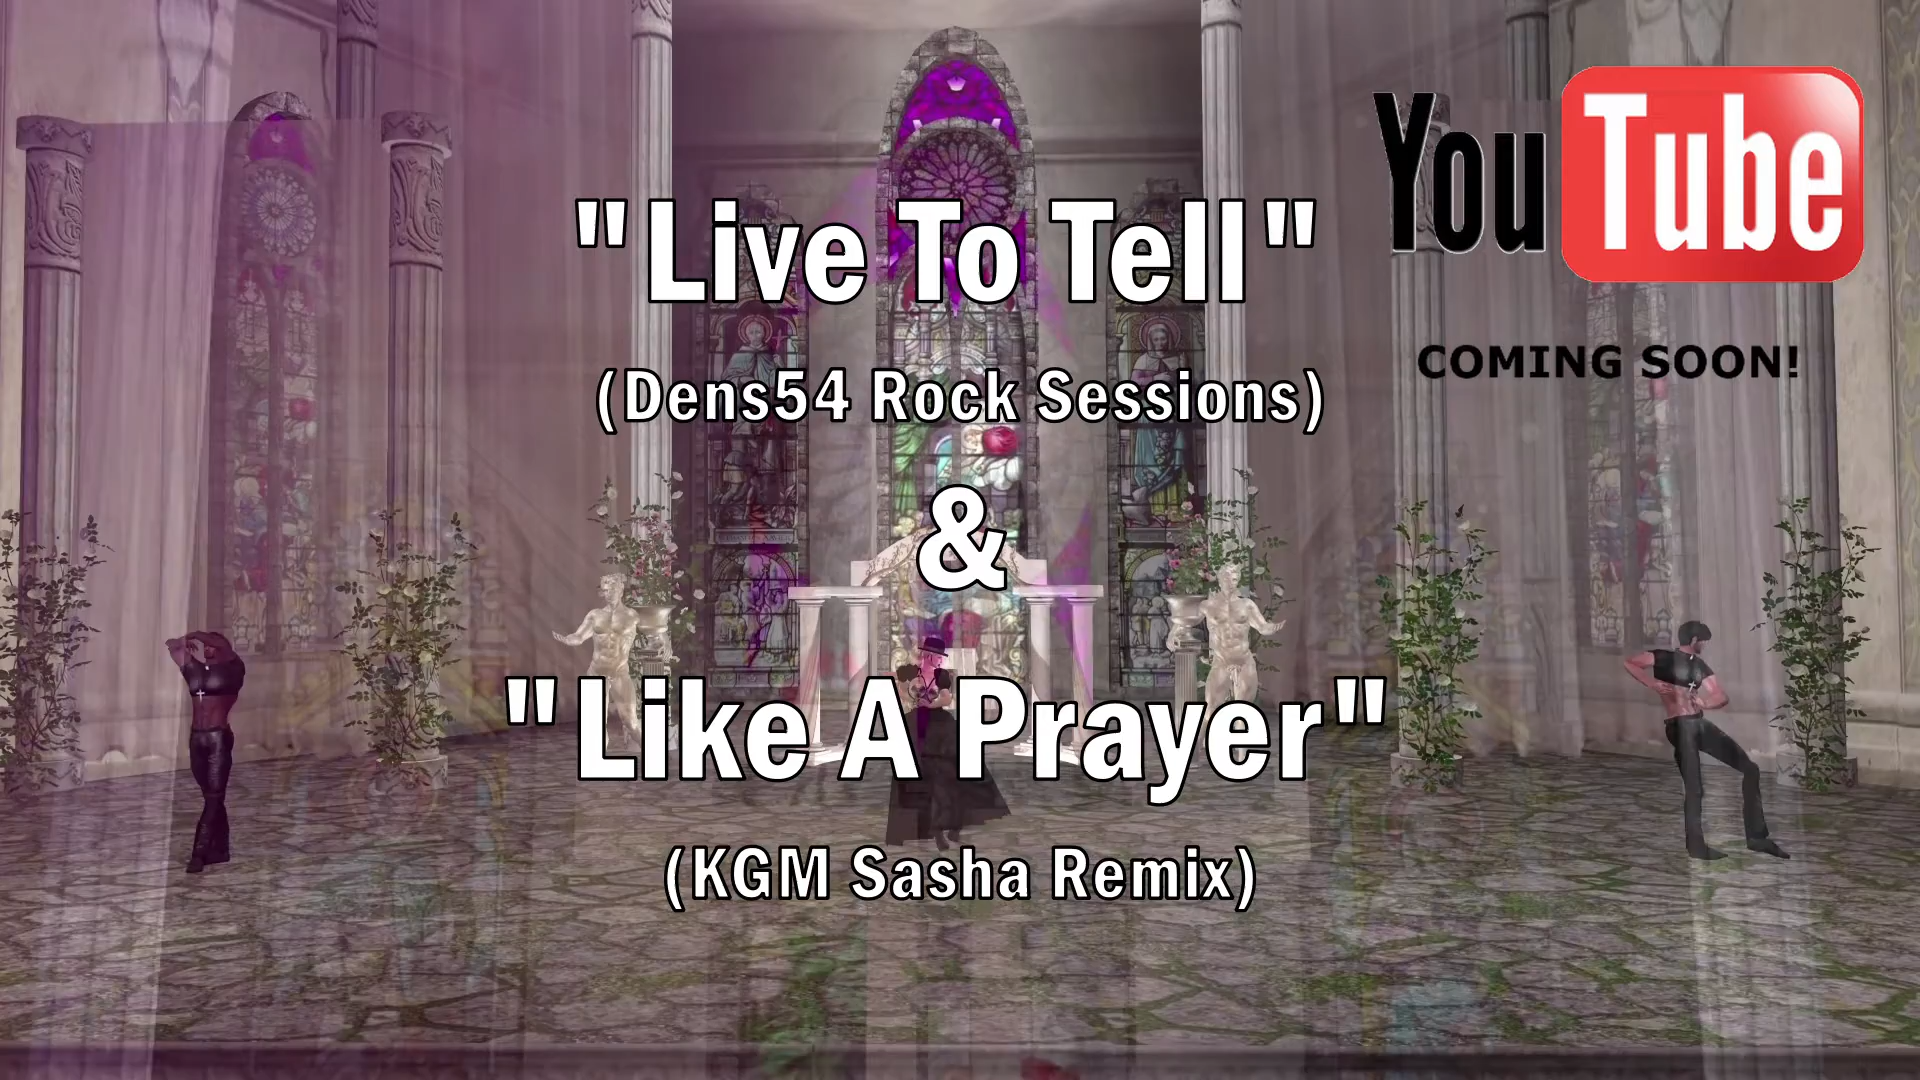 "Live To Tell"
(Dens54 Rock Sessions)
&
"Like A Prayer"
(KGM Sasha Remix)
YouTube
COMING SOON!